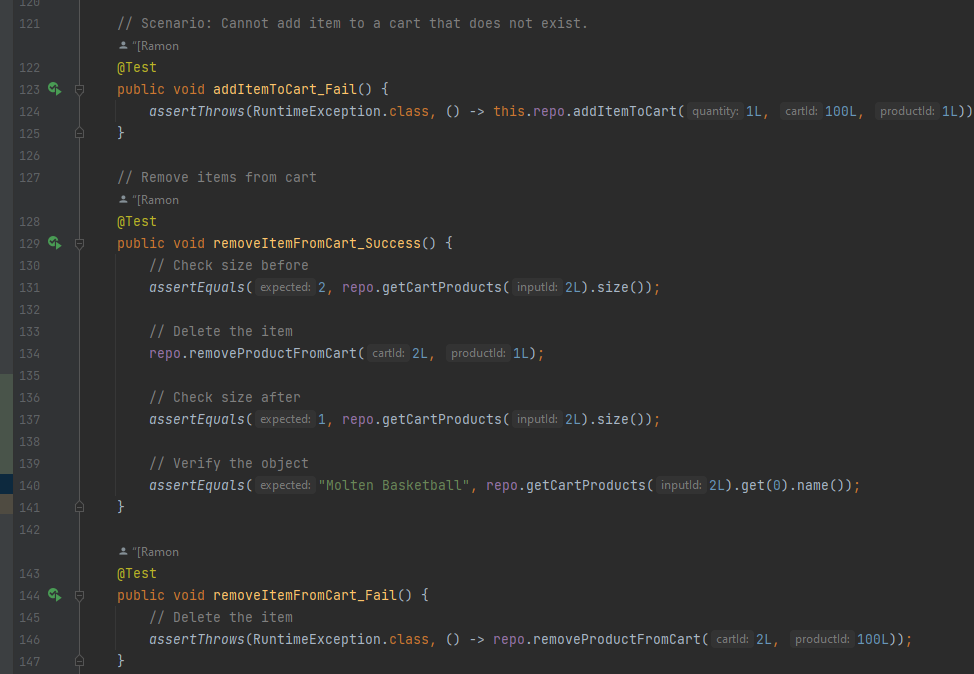 120
121 // Scenario: Cannot add item to a cart that does not exist.
"[Ramon
122 @Test
123 public void addItemToCart_Fail() {
124 assertThrows(RuntimeException.class, () -> this.repo.addItemToCart( quantity: 1L, cartId: 100L, productId: 1L))
125 }
126
127 // Remove items from cart
"[Ramon
128 @Test
129 public void removeItemFromCart_Success() {
130 // Check size before
131 assertEquals( expected: 2, repo.getCartProducts( inputId: 2L).size());
132
133 // Delete the item
134 repo.removeProductFromCart( cartId: 2L, productId: 1L);
135
136 // Check size after
137 assertEquals( expected: 1, repo.getCartProducts( inputId: 2L).size());
138
139 // Verify the object
140 assertEquals( expected: "Molten Basketball", repo.getCartProducts( inputId: 2L).get(0).name());
141 }
142
"[Ramon
143 @Test
144 public void removeItemFromCart_Fail() {
145 // Delete the item
146 assertThrows(RuntimeException.class, () -> repo.removeProductFromCart( cartId: 2L, productId: 100L));
147 }